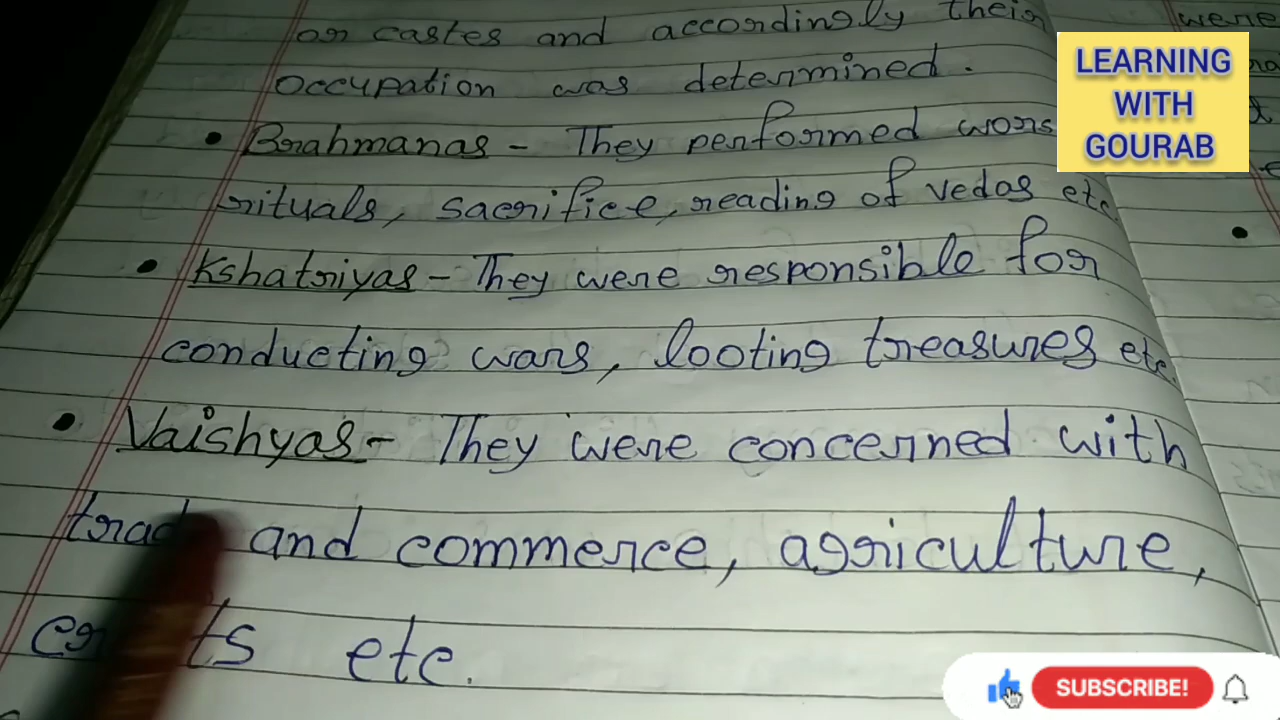 or castes and accordingly their
occupation was determined.
• Brahmanas - They performed
rituals, sacrifice, reading of vedas etc.
• Kshatriyas - They were responsible for
conducting wars, looting treasures etc.
• Vaishyas - They were concerned with
and commerce, agriculture,
etc.
were
LEARNING
WITH
GOURAB
SUBSCRIBE!